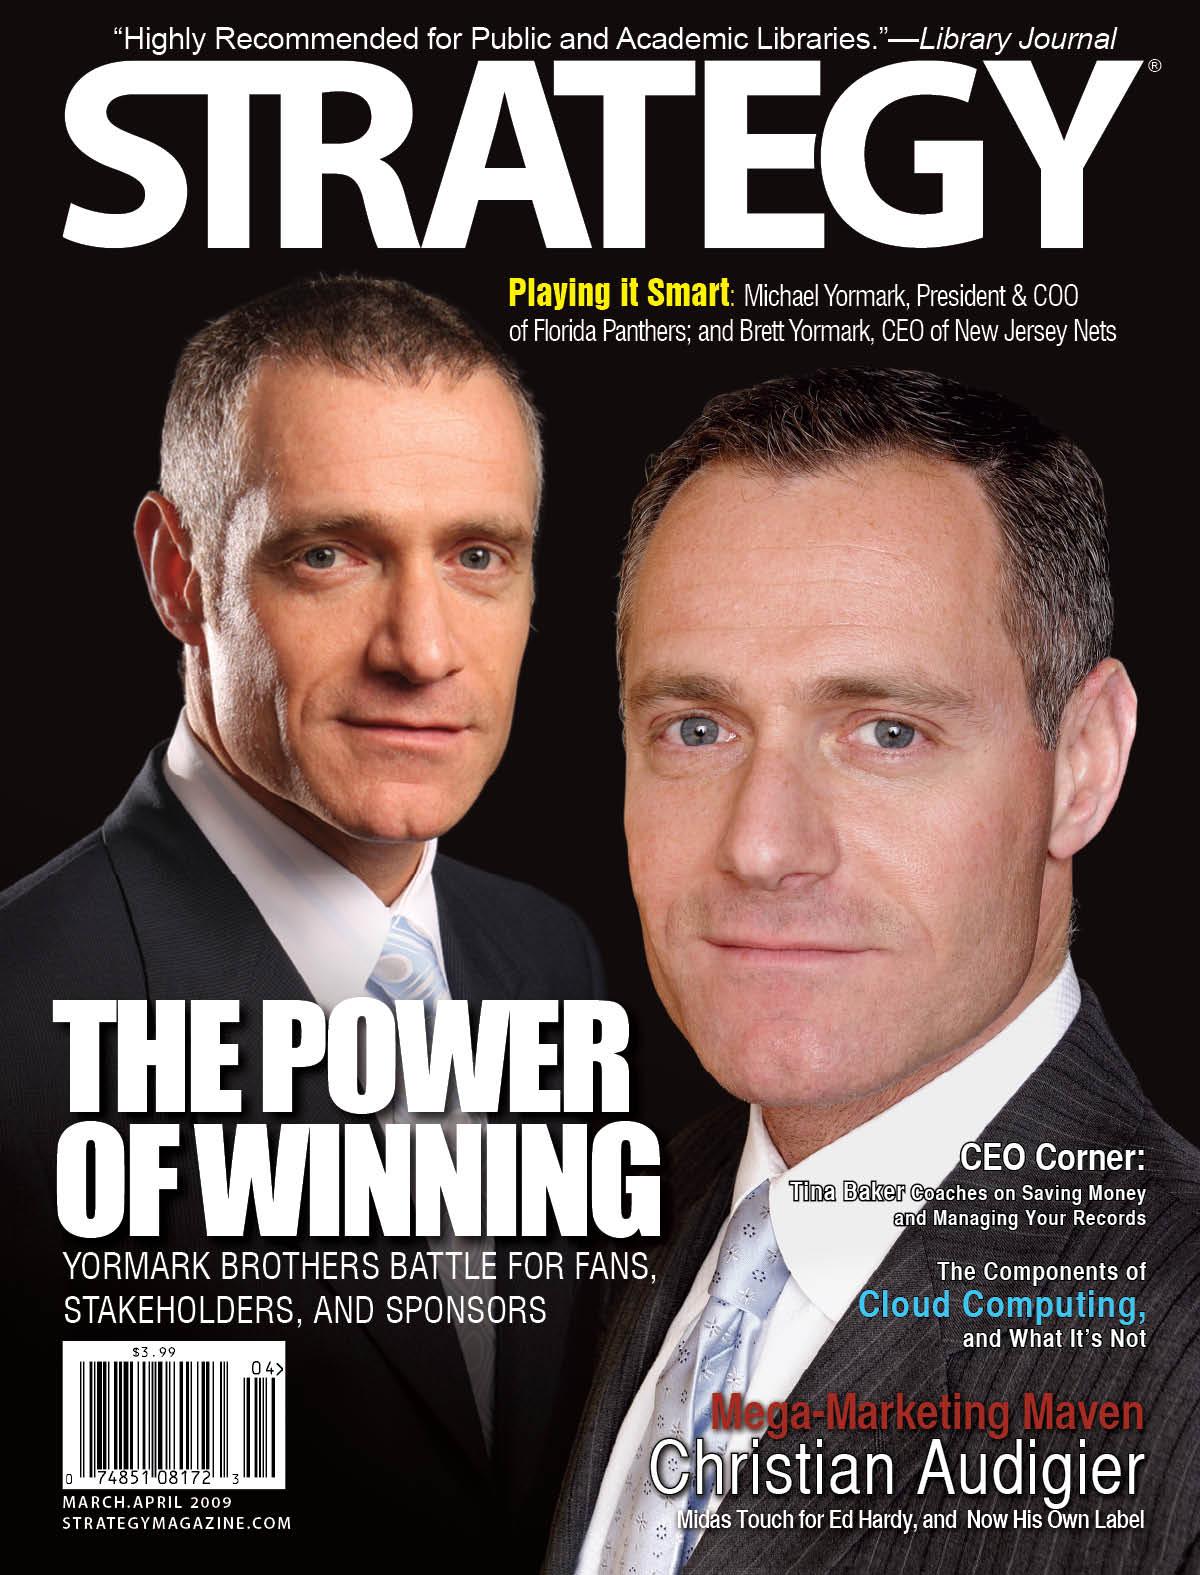 “Highly Recommended for Public and Academic Libraries.”—Library Journal
STRATEGY®
Playing it Smart: Michael Yormark, President & COO
of Florida Panthers; and Brett Yormark, CEO of New Jersey Nets
THE POWER
OF WINNING
YORMARK BROTHERS BATTLE FOR FANS,
STAKEHOLDERS, AND SPONSORS
CEO Corner:
Tina Baker Coaches on Saving Money
and Managing Your Records
The Components of
Cloud Computing,
and What It’s Not
Mega-Marketing Maven
Christian Audigier
Midas Touch for Ed Hardy, and Now His Own Label
$3.99
04>
0 74851 08172 3
MARCH.APRIL 2009
STRATEGYMAGAZINE.COM